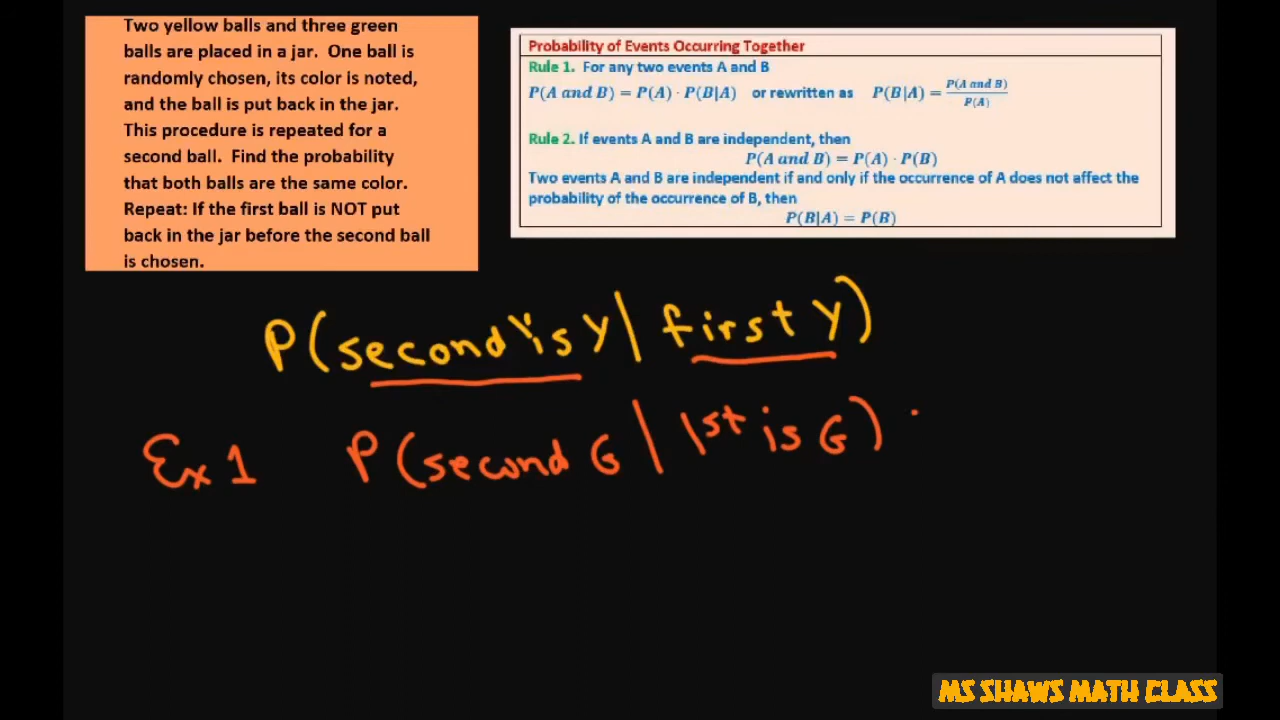 Two yellow balls and three green
balls are placed in a jar. One ball is
randomly chosen, its color is noted,
and the ball is put back in the jar.
This procedure is repeated for a
second ball. Find the probability
that both balls are the same color.
Repeat: If the first ball is NOT put
back in the jar before the second ball
is chosen.
Probability of Events Occurring Together
Rule 1. For any two events A and B
P(A and B) = P(A) · P(B|A) or rewritten as P(B|A) = P(A and B)/P(A)
Rule 2. If events A and B are independent, then
P(A and B) = P(A) · P(B)
Two events A and B are independent if and only if the occurrence of A does not affect the
probability of the occurrence of B, then
P(B|A) = P(B)
P(second is Y | first Y)
Ex 1 P(second G | 1st is G)
MS SHAWS MATH CLASS